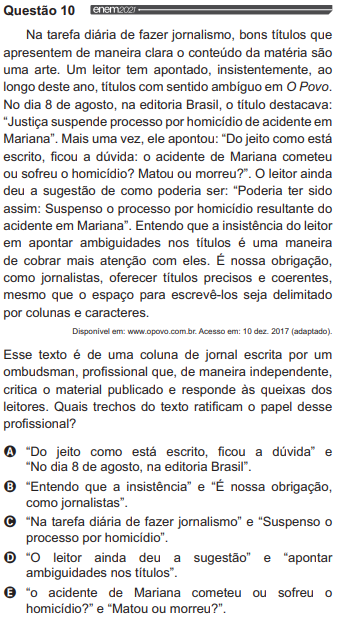 Questão 10 enem2021
Na tarefa diária de fazer jornalismo, bons títulos que
apresentem de maneira clara o conteúdo da matéria são
uma arte. Um leitor tem apontado, insistentemente, ao
longo deste ano, títulos com sentido ambíguo em O Povo.
No dia 8 de agosto, na editoria Brasil, o título destacava:
“Justiça suspende processo por homicídio de acidente em
Mariana”. Mais uma vez, ele apontou: “Do jeito como está
escrito, ficou a dúvida: o acidente de Mariana cometeu
ou sofreu o homicídio? Matou ou morreu?”. O leitor ainda
deu a sugestão de como poderia ser: “Poderia ter sido
assim: Suspenso o processo por homicídio resultante do
acidente em Mariana”. Entendo que a insistência do leitor
em apontar ambiguidades nos títulos é uma maneira
de cobrar mais atenção com eles. É nossa obrigação,
como jornalistas, oferecer títulos precisos e coerentes,
mesmo que o espaço para escrevê-los seja delimitado
por colunas e caracteres.
Disponível em: www.opovo.com.br. Acesso em: 10 dez. 2017 (adaptado).
Esse texto é de uma coluna de jornal escrita por um
ombudsman, profissional que, de maneira independente,
critica o material publicado e responde às queixas dos
leitores. Quais trechos do texto ratificam o papel desse
profissional?
A “Do jeito como está escrito, ficou a dúvida” e
“No dia 8 de agosto, na editoria Brasil”.
B “Entendo que a insistência” e “É nossa obrigação,
como jornalistas”.
C “Na tarefa diária de fazer jornalismo” e “Suspenso o
processo por homicídio”.
D “O leitor ainda deu a sugestão” e “apontar
ambiguidades nos títulos”.
E “o acidente de Mariana cometeu ou sofreu o
homicídio?” e “Matou ou morreu?”.